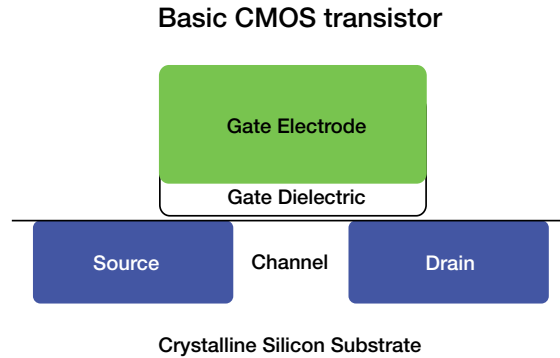 Basic CMOS transistor
Gate Electrode
Gate Dielectric
Source Channel Drain
Crystalline Silicon Substrate